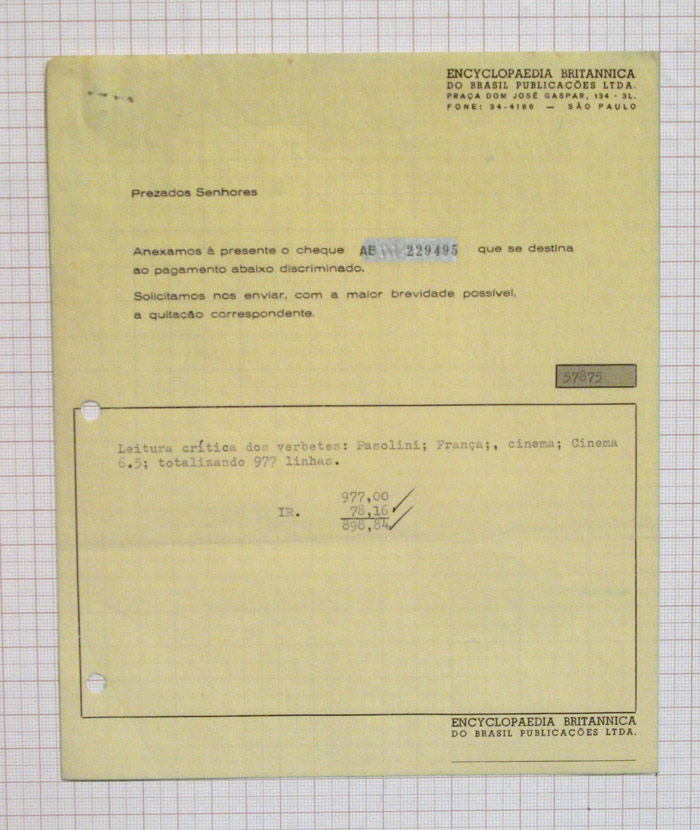 ENCYCLOPAEDIA BRITANNICA
DO BRASIL PUBLICAÇÕES LTDA.
PRAÇA DOM JOSÉ GASPAR, 134 - 3L.
FONE: 34-4186 — SÃO PAULO
Prezados Senhores
Anexamos à presente o cheque AB 229495 que se destina
ao pagamento abaixo discriminado.
Solicitamos nos enviar, com a maior brevidade possível,
a quitação correspondente.
57875
Leitura crítica dos verbetes: Pasolini; França;, cinema; Cinema
6.5; totalizando 977 linhas.
977,00
IR. 78,16
898,84
ENCYCLOPAEDIA BRITANNICA
DO BRASIL PUBLICAÇÕES LTDA.